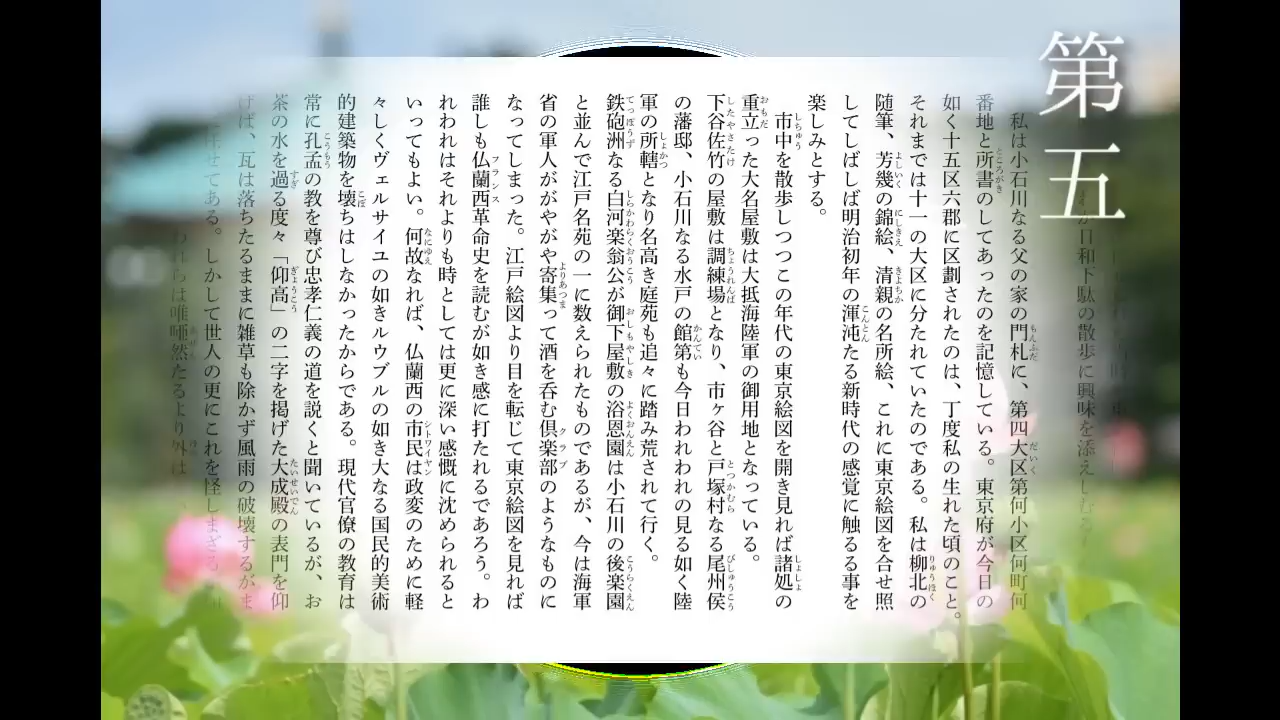 第五
日和下駄の散歩に興味を添えしむる
私は小石川なる父の家の門札に、第四大区第何小区何町何
番地と所書のしてあったのを記憶している。東京府が今日の
如く十五区六郡に区劃されたのは、丁度私の生れた頃のこと。
それまでは十一の大区に分たれていたのである。私は柳北の
随筆、芳幾の錦絵、清親の名所絵、これに東京絵図を合せ照
してしばしば明治初年の渾沌たる新時代の感覚に触るる事を
楽しみとする。
市中を散歩しつつこの年代の東京絵図を開き見れば諸処の
重立った大名屋敷は大抵海陸軍の御用地となっている。
下谷佐竹の屋敷は調練場となり、市ヶ谷と戸塚村なる尾州侯
の藩邸、小石川なる水戸の館第も今日われわれの見る如く陸
軍の所轄となり名高き庭苑も追々に踏み荒されて行く。
鉄砲洲なる白河楽翁公が御下屋敷の浴恩園は小石川の後楽園
と並んで江戸名苑の一に数えられたものであるが、今は海軍
省の軍人ががやがや寄集って酒を呑む倶楽部のようなものに
なってしまった。江戸絵図より目を転じて東京絵図を見れば
誰しも仏蘭西革命史を読むが如き感に打たれるであろう。わ
れわれはそれよりも時としては更に深い感慨に沈められると
いってもよい。何故なれば、仏蘭西の市民は政変のために軽
々しくヴェルサイユの如きルウブルの如き大なる国民的美術
的建築物を壊ちはしなかったからである。現代官僚の教育は
常に孔孟の教を尊び忠孝仁義の道を説くと聞いているが、お
茶の水を過る度々「仰高」の二字を掲げた大成殿の表門を仰
げば、瓦は落ちたるままに雑草も除かず風雨の破壊するがま
まに任せてある。しかして世人の更にこれを怪しまざるが如
われらは唯唖然たるより外は